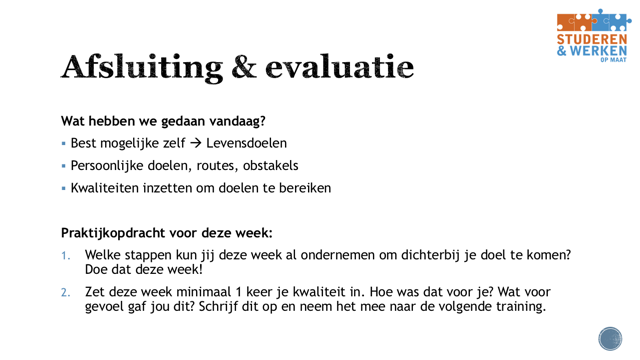 STUDEREN
& WERKEN
OP MAAT
Afsluiting & evaluatie
Wat hebben we gedaan vandaag?
▪ Best mogelijke zelf → Levensdoelen
▪ Persoonlijke doelen, routes, obstakels
▪ Kwaliteiten inzetten om doelen te bereiken
Praktijkopdracht voor deze week:
1. Welke stappen kun jij deze week al ondernemen om dichterbij je doel te komen?
Doe dat deze week!
2. Zet deze week minimaal 1 keer je kwaliteit in. Hoe was dat voor je? Wat voor
gevoel gaf jou dit? Schrijf dit op en neem het mee naar de volgende training.